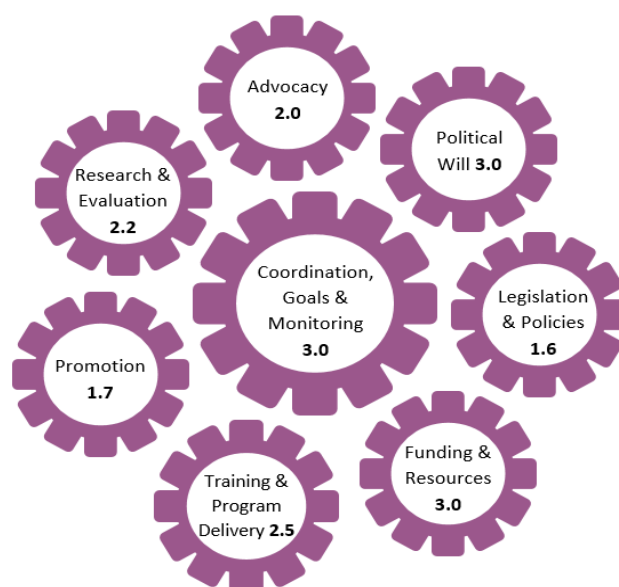 Advocacy
2.0
Political
Will 3.0
Research &
Evaluation
2.2
Coordination,
Goals &
Monitoring
3.0
Legislation
& Policies
1.6
Promotion
1.7
Funding &
Resources
3.0
Training &
Program
Delivery 2.5